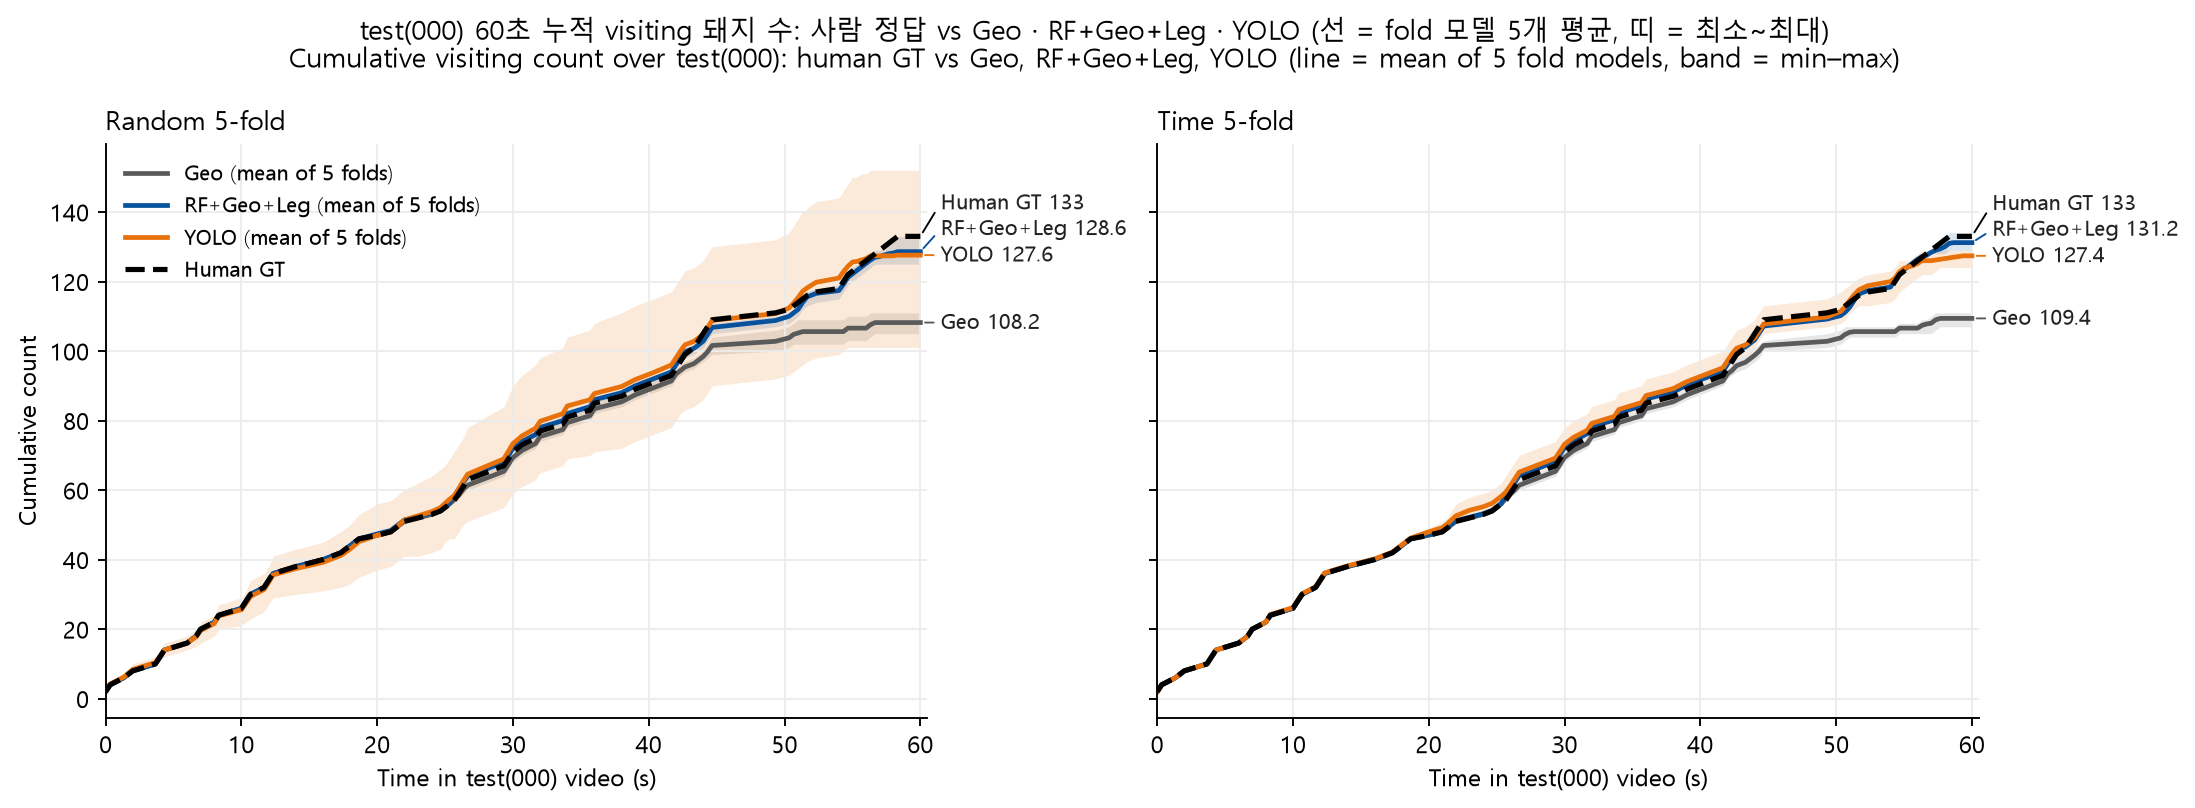 test(000) 60초 누적 visiting 돼지 수: 사람 정답 vs Geo · RF+Geo+Leg · YOLO (선 = fold 모델 5개 평균, 띠 = 최소~최대)
Cumulative visiting count over test(000): human GT vs Geo, RF+Geo+Leg, YOLO (line = mean of 5 fold models, band = min–max)
Random 5-fold
Geo (mean of 5 folds)
RF+Geo+Leg (mean of 5 folds)
YOLO (mean of 5 folds)
Human GT
Human GT 133
RF+Geo+Leg 128.6
YOLO 127.6
Geo 108.2
Cumulative count
140
120
100
80
60
40
20
0
0 10 20 30 40 50 60
Time in test(000) video (s)
Time 5-fold
Human GT 133
RF+Geo+Leg 131.2
YOLO 127.4
Geo 109.4
0 10 20 30 40 50 60
Time in test(000) video (s)